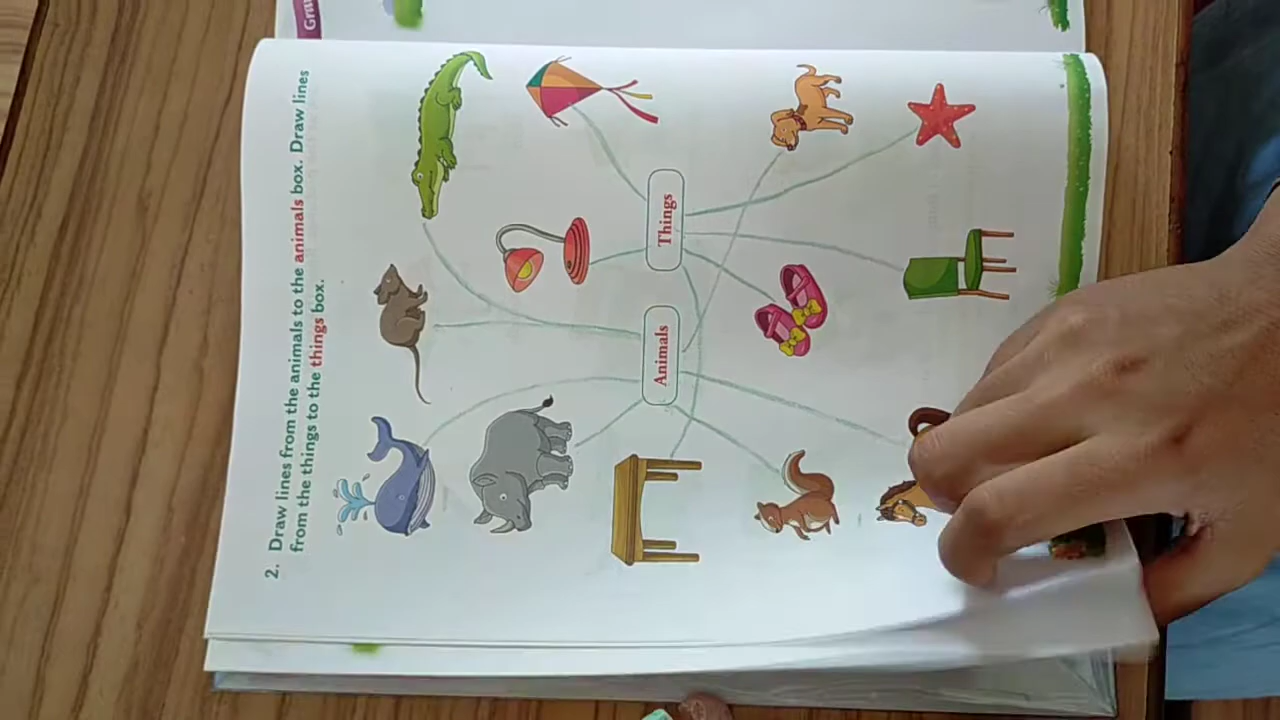 2. Draw lines from the animals to the animals box. Draw lines
from the things to the things box.
Animals
Things